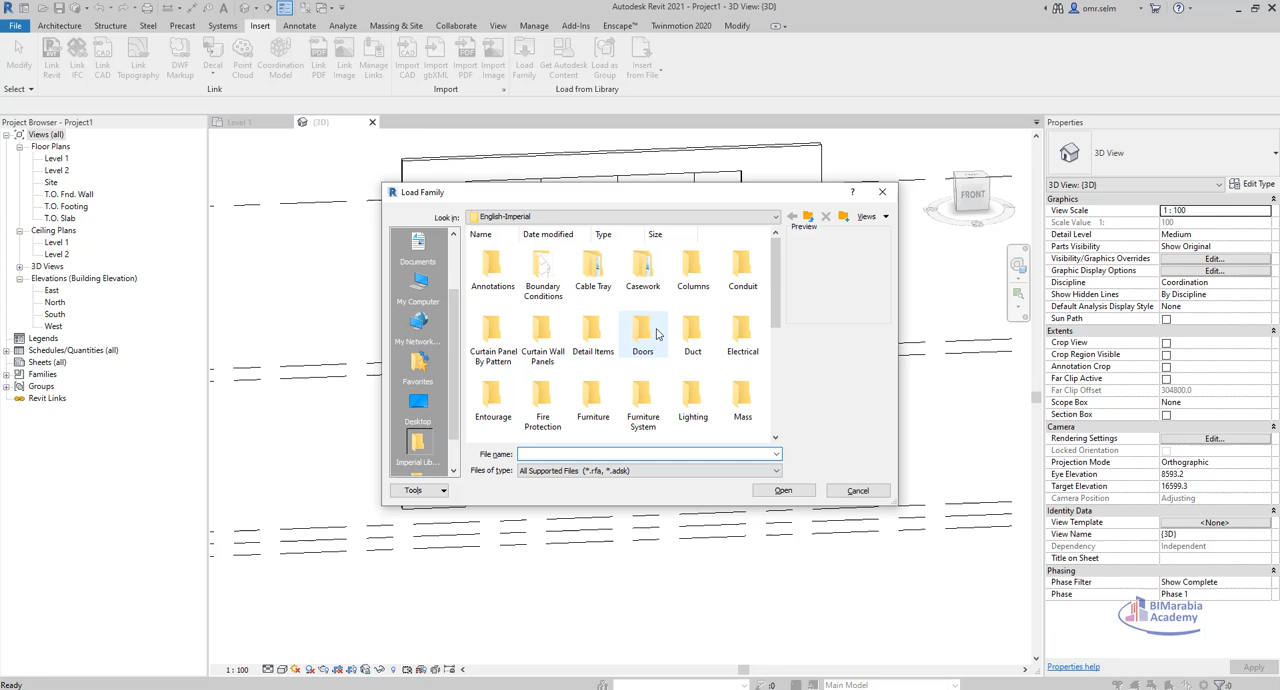 Autodesk Revit 2021 - Project1 - 3D View: {3D}
omr.selm
File Architecture Structure Steel Precast Systems Insert Annotate Analyze Massing & Site Collaborate View Manage Add-Ins Enscape™ Twinmotion 2020 Modify
Modify Link Revit Link IFC Link CAD Link Topography DWF Markup Decal Point Cloud Coordination Model Link PDF Link Image Manage Links Import CAD Import gbXML Import PDF Import Image Load Family Get Autodesk Content Load as Group Insert from File
Select Link Import Load from Library
Project Browser - Project1
Views (all)
Floor Plans
Level 1
Level 2
Site
T.O. Fnd. Wall
T.O. Footing
T.O. Slab
Ceiling Plans
Level 1
Level 2
3D Views
Elevations (Building Elevation)
East
North
South
West
Legends
Schedules/Quantities (all)
Sheets (all)
Families
Groups
Revit Links
Level 1 {3D}
FRONT
Load Family
Look in: English-Imperial Views
Name Date modified Type Size Preview
Documents
My Computer
My Network...
Favorites
Desktop
Imperial Lib...
Annotations Boundary Conditions Cable Tray Casework Columns Conduit
Curtain Panel By Pattern Curtain Wall Panels Detail Items Doors Duct Electrical
Entourage Fire Protection Furniture Furniture System Lighting Mass
File name:
Files of type: All Supported Files (*.rfa, *.adsk)
Tools Open Cancel
Properties
3D View
3D View: {3D} Edit Type
Graphics
View Scale 1 : 100
Scale Value 1: 100
Detail Level Medium
Parts Visibility Show Original
Visibility/Graphics Overrides Edit...
Graphic Display Options Edit...
Discipline Coordination
Show Hidden Lines By Discipline
Default Analysis Display Style None
Sun Path
Extents
Crop View
Crop Region Visible
Annotation Crop
Far Clip Active
Far Clip Offset 304800.0
Scope Box None
Section Box
Camera
Rendering Settings Edit...
Locked Orientation
Projection Mode Orthographic
Eye Elevation 8593.2
Target Elevation 16599.3
Camera Position Adjusting
Identity Data
View Template <None>
View Name {3D}
Dependency Independent
Title on Sheet
Phasing
Phase Filter Show Complete
Phase Phase 1
BIMarabia
Academy
Properties help Apply
1 : 100
Ready :0 Main Model :0